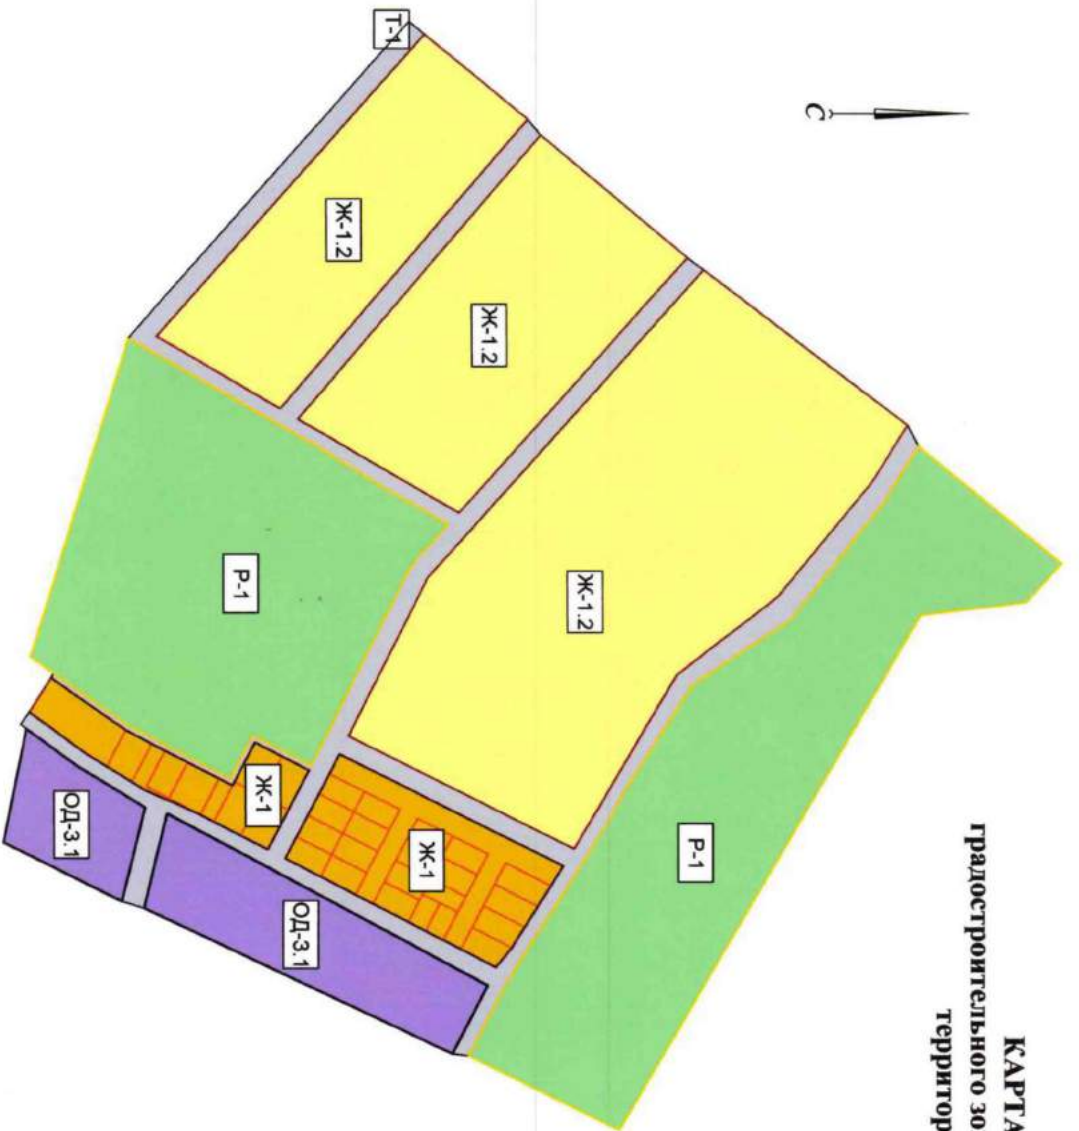 КАРТА
градостроительного зо
территор
С
Р-1
Ж-1.2
Ж-1.2
Ж-1
Т-1
Ж-1.2
ОД-3.1
Ж-1
Р-1
ОД-3.1